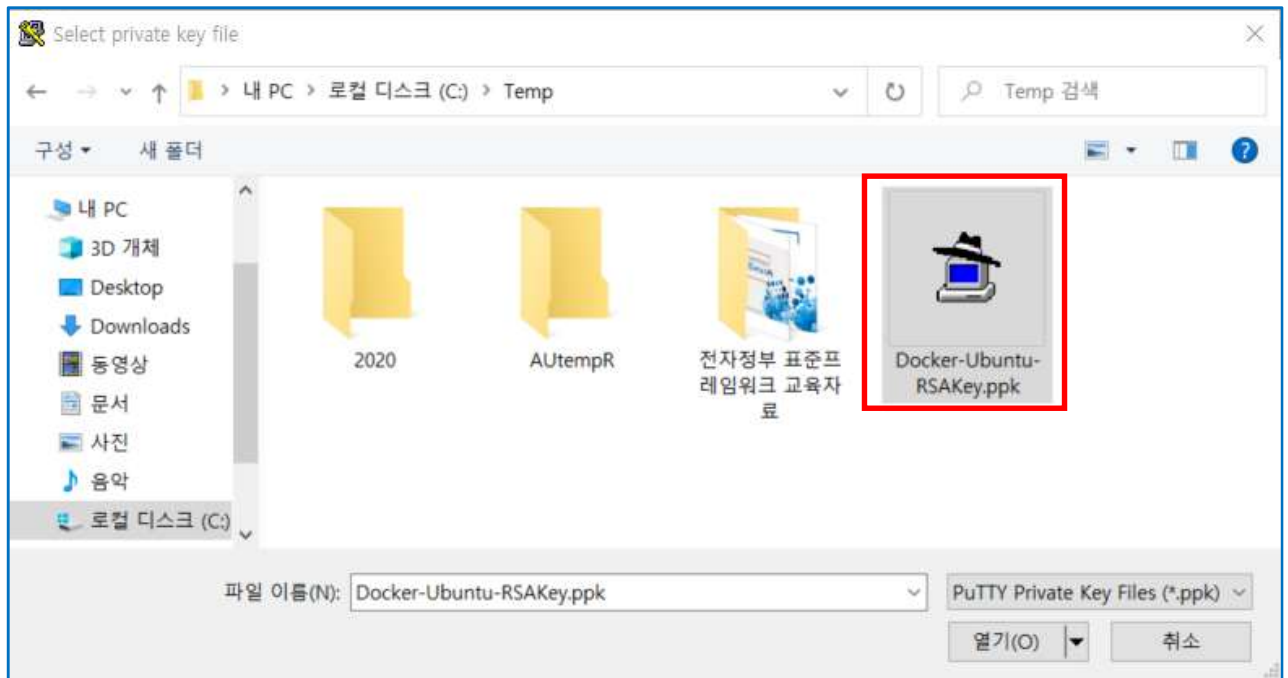 Select private key file
내 PC > 로컬 디스크 (C:) > Temp
Temp 검색
구성
새 폴더
내 PC
3D 개체
Desktop
Downloads
동영상
문서
사진
음악
로컬 디스크 (C:)
2020
AUtempR
전자정부 표준프
레임워크 교육자
료
Docker-Ubuntu-
RSAKey.ppk
파일 이름(N):
Docker-Ubuntu-RSAKey.ppk
PuTTY Private Key Files (*.ppk)
열기(O)
취소